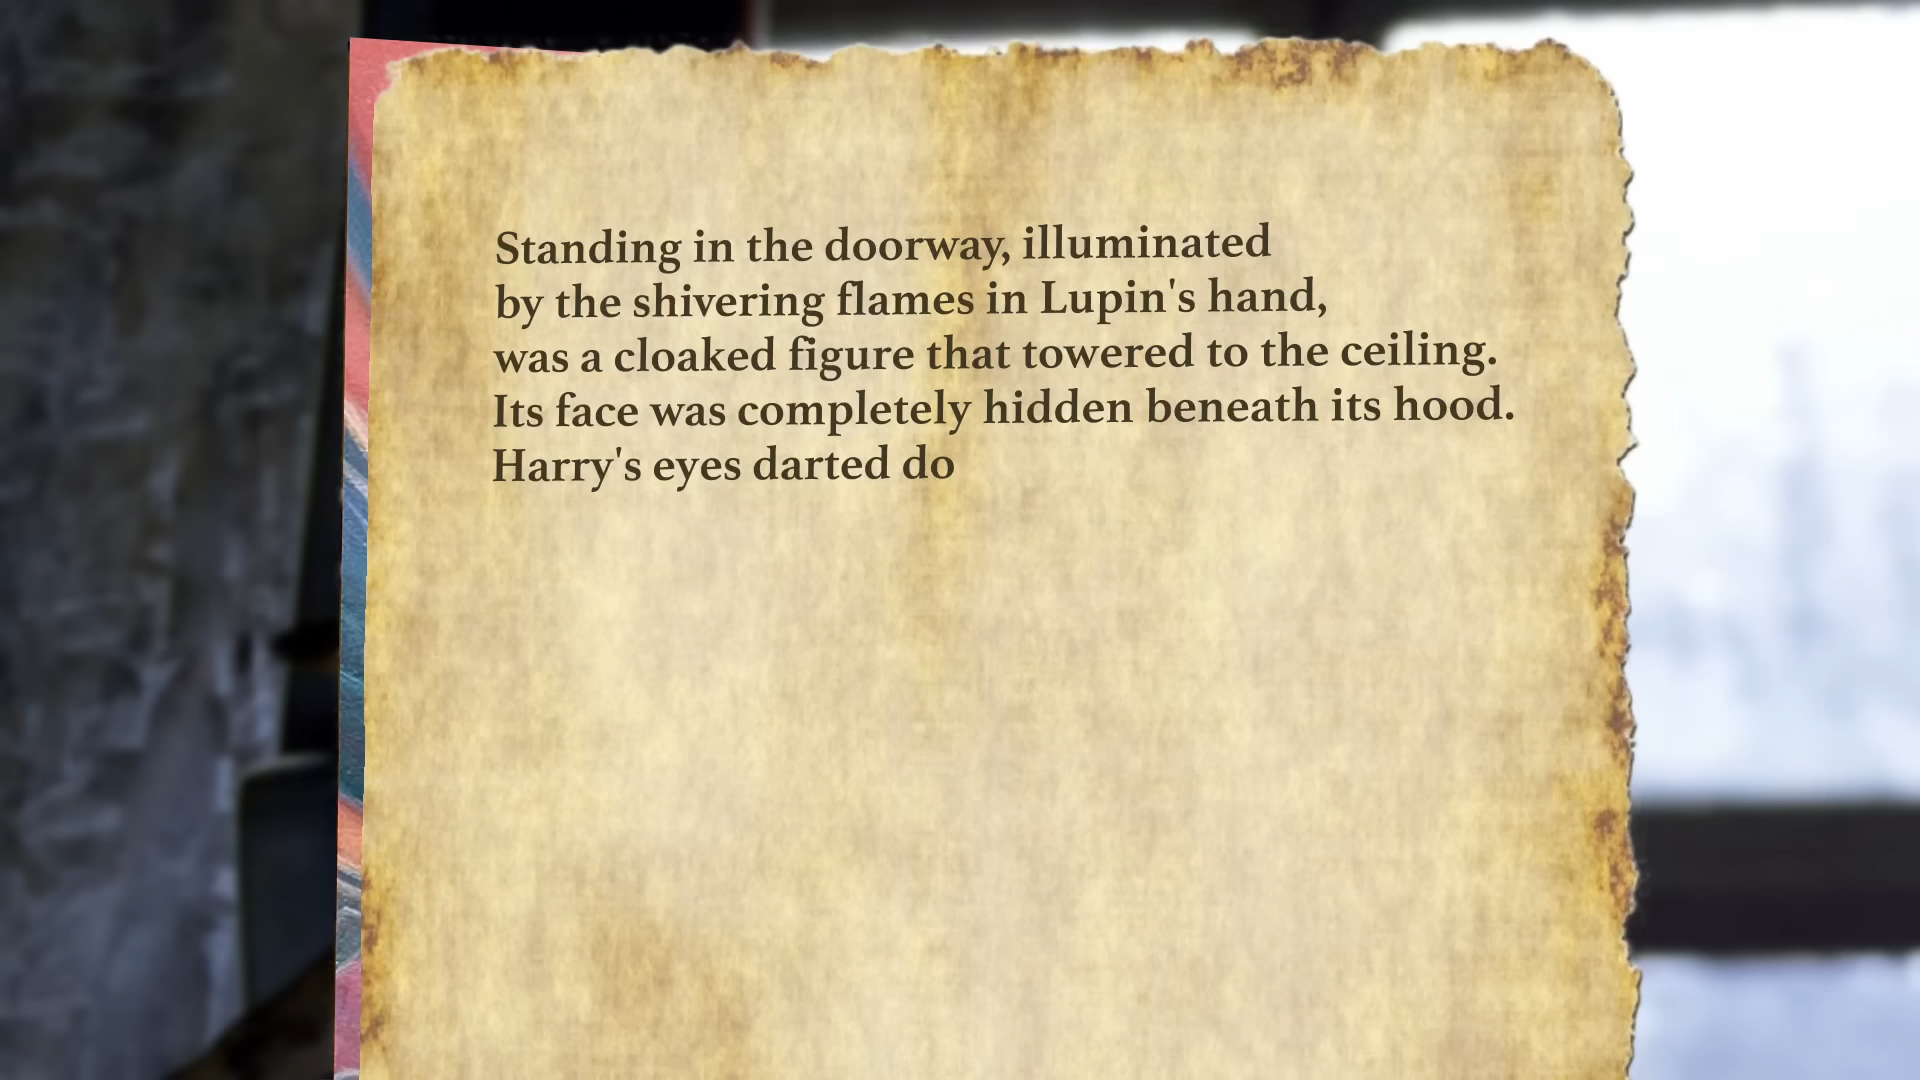 Standing in the doorway, illuminated
by the shivering flames in Lupin's hand,
was a cloaked figure that towered to the ceiling.
Its face was completely hidden beneath its hood.
Harry's eyes darted do